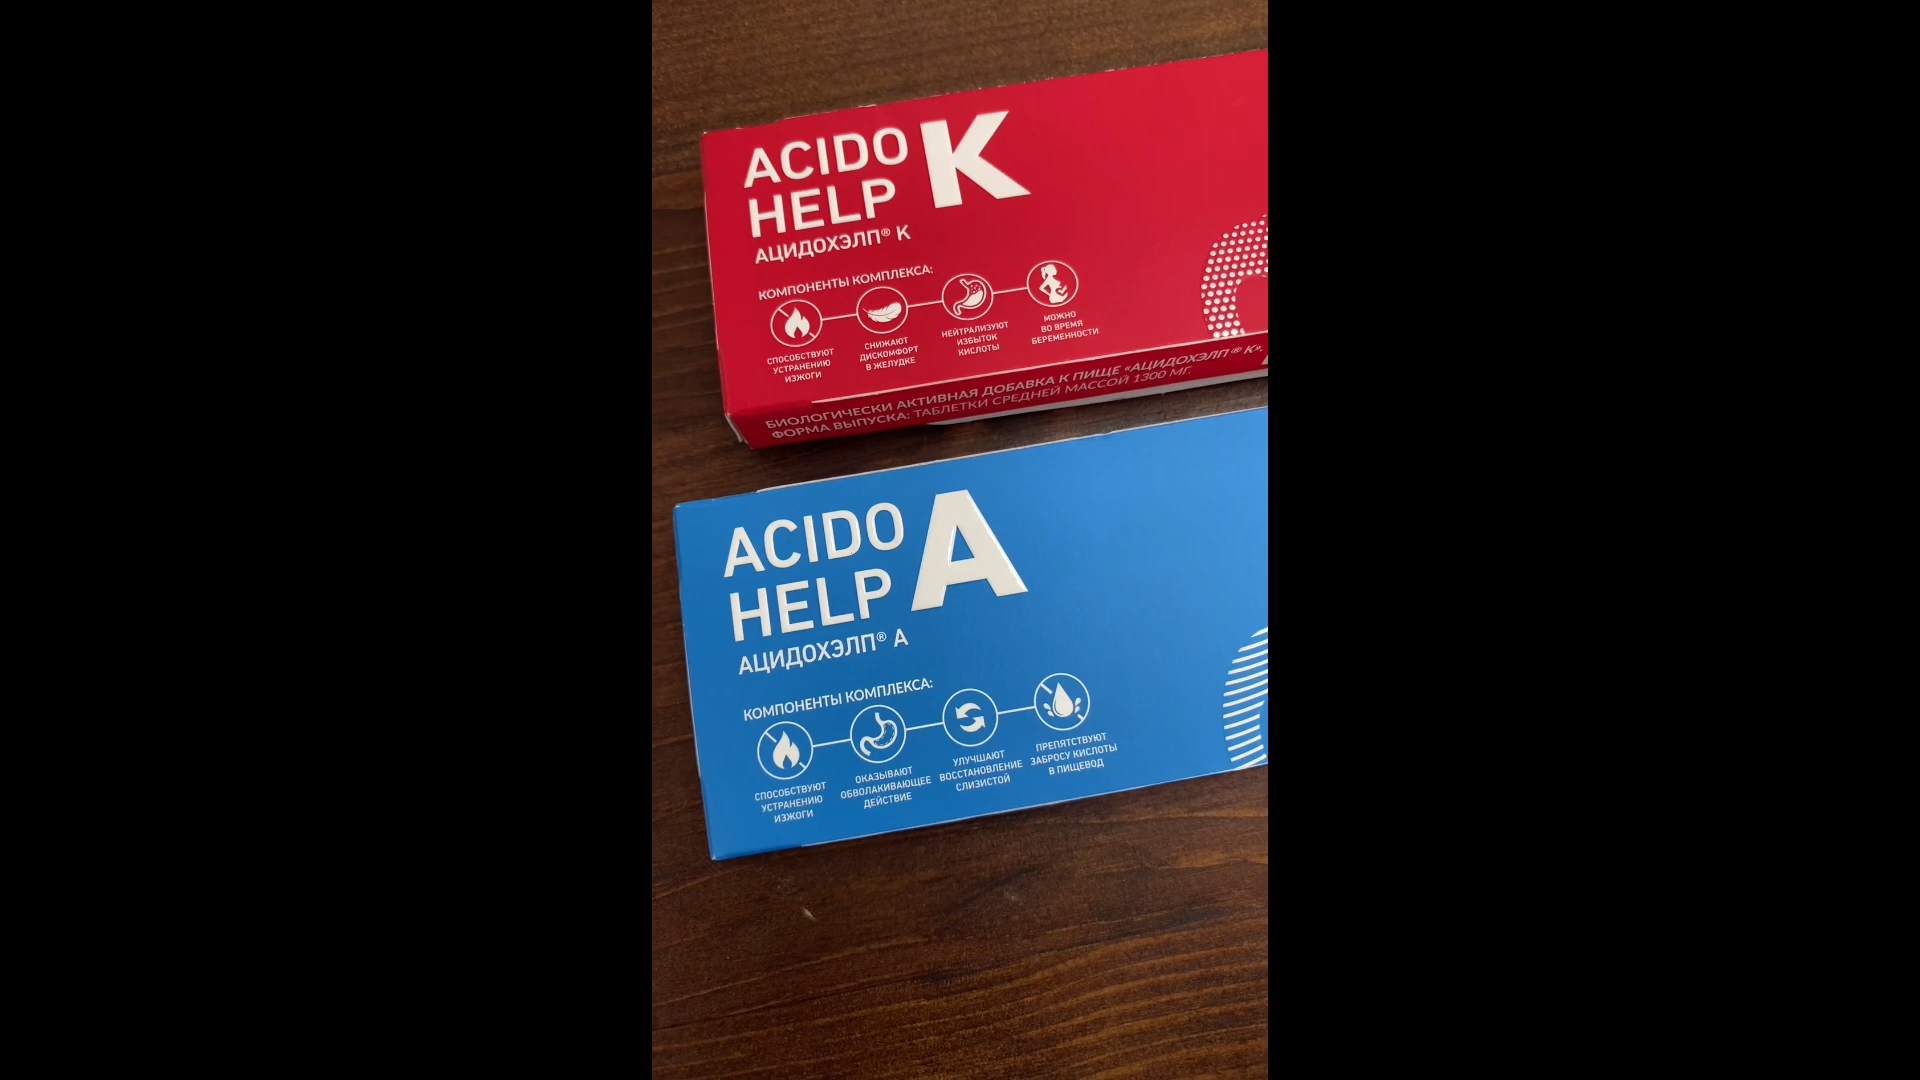 ACIDO
HELP K
АЦИДОХЭЛП® К
КОМПОНЕНТЫ КОМПЛЕКСА:
СПОСОБСТВУЮТ
УСТРАНЕНИЮ
ИЗЖОГИ
СНИЖАЮТ
ДИСКОМФОРТ
В ЖЕЛУДКЕ
НЕЙТРАЛИЗУЮТ
ИЗБЫТОК
КИСЛОТЫ
МОЖНО
ВО ВРЕМЯ
БЕРЕМЕННОСТИ
БИОЛОГИЧЕСКИ АКТИВНАЯ ДОБАВКА К ПИЩЕ «АЦИДОХЭЛП® К».
ФОРМА ВЫПУСКА: ТАБЛЕТКИ СРЕДНЕЙ МАССОЙ 1300 МГ.
ACIDO
HELP A
АЦИДОХЭЛП® А
КОМПОНЕНТЫ КОМПЛЕКСА:
СПОСОБСТВУЮТ
УСТРАНЕНИЮ
ИЗЖОГИ
ОКАЗЫВАЮТ
ОБВОЛАКИВАЮЩЕЕ
ДЕЙСТВИЕ
УЛУЧШАЮТ
ВОССТАНОВЛЕНИЕ
СЛИЗИСТОЙ
ПРЕПЯТСТВУЮТ
ЗАБРОСУ КИСЛОТЫ
В ПИЩЕВОД